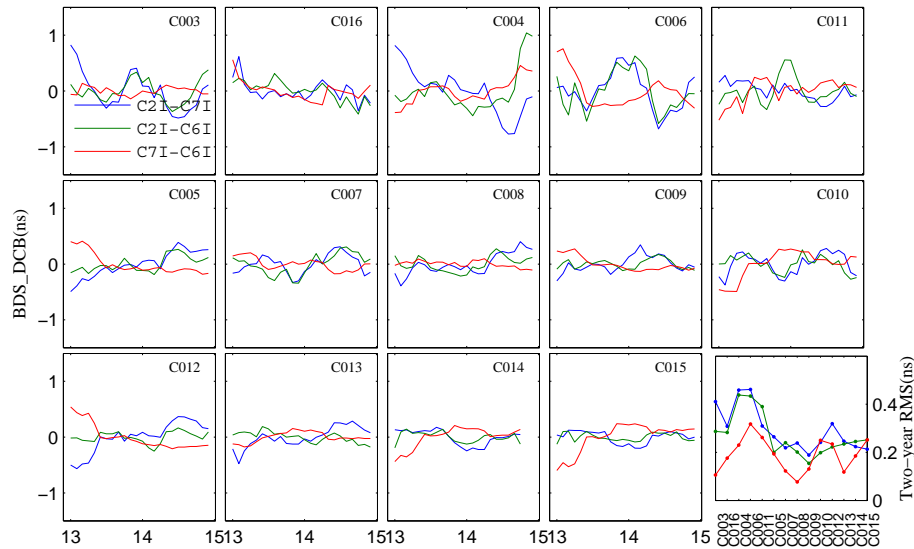 C003 C016 C004 C006 C011
1
0
-1
C2I-C7I
C2I-C6I
C7I-C6I
C005 C007 C008 C009 C010
1
0
-1
BDS_DCB(ns)
C012 C013 C014 C015
1
0
-1
13 14 15
13 14 15
13 14 15
13 14 15
0.4
0.2
0
Two-year RMS(ns)
C003
C016
C004
C006
C011
C005
C007
C008
C009
C010
C012
C013
C014
C015